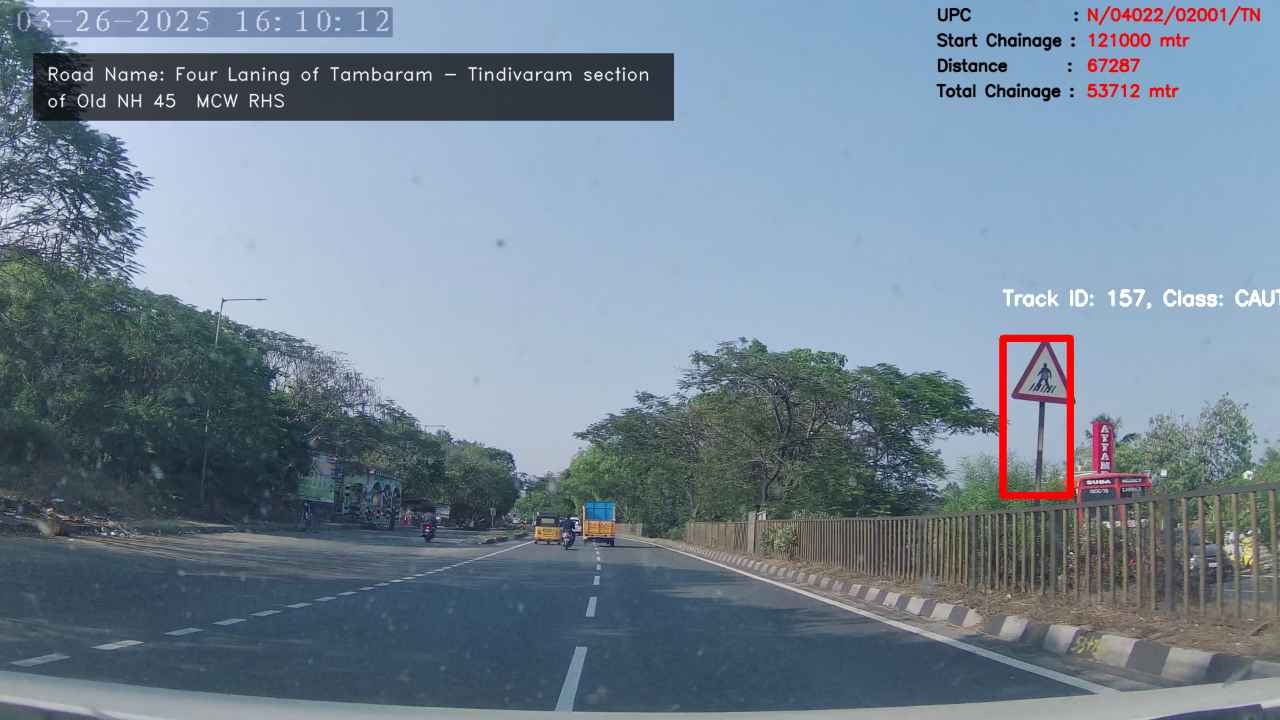 03-26-2025 16:10:12
Road Name: Four Laning of Tambaram - Tindivaram section
of Old NH 45 MCW RHS
UPC : N/04022/02001/TN
Start Chainage : 121000 mtr
Distance : 67287
Total Chainage : 53712 mtr
Track ID: 157, Class: CAUT
SUBA